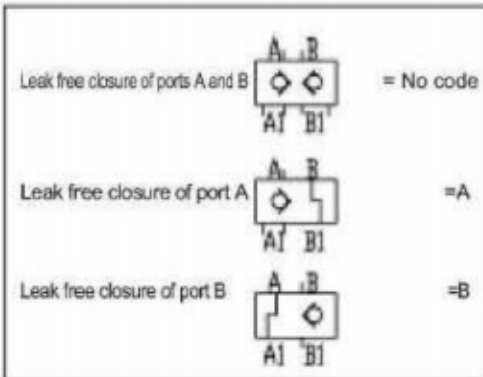 A B
Leak free closure of ports A and B = No code
A1 B1
A B
Leak free closure of port A =A
A1 B1
A B
Leak free closure of port B =B
A1 B1